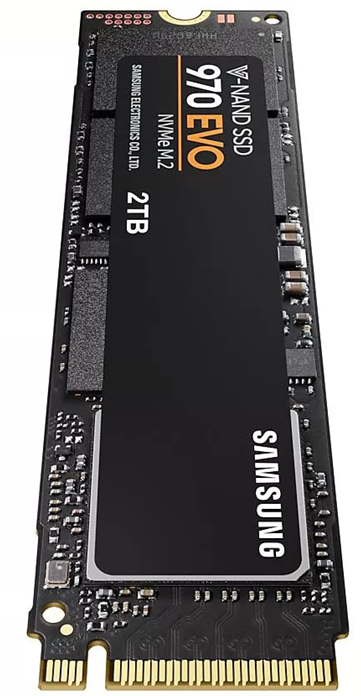 V-NAND SSD
970 EVO
NVMe M.2
SAMSUNG ELECTRONICS CO., LTD.
2TB
SAMSUNG